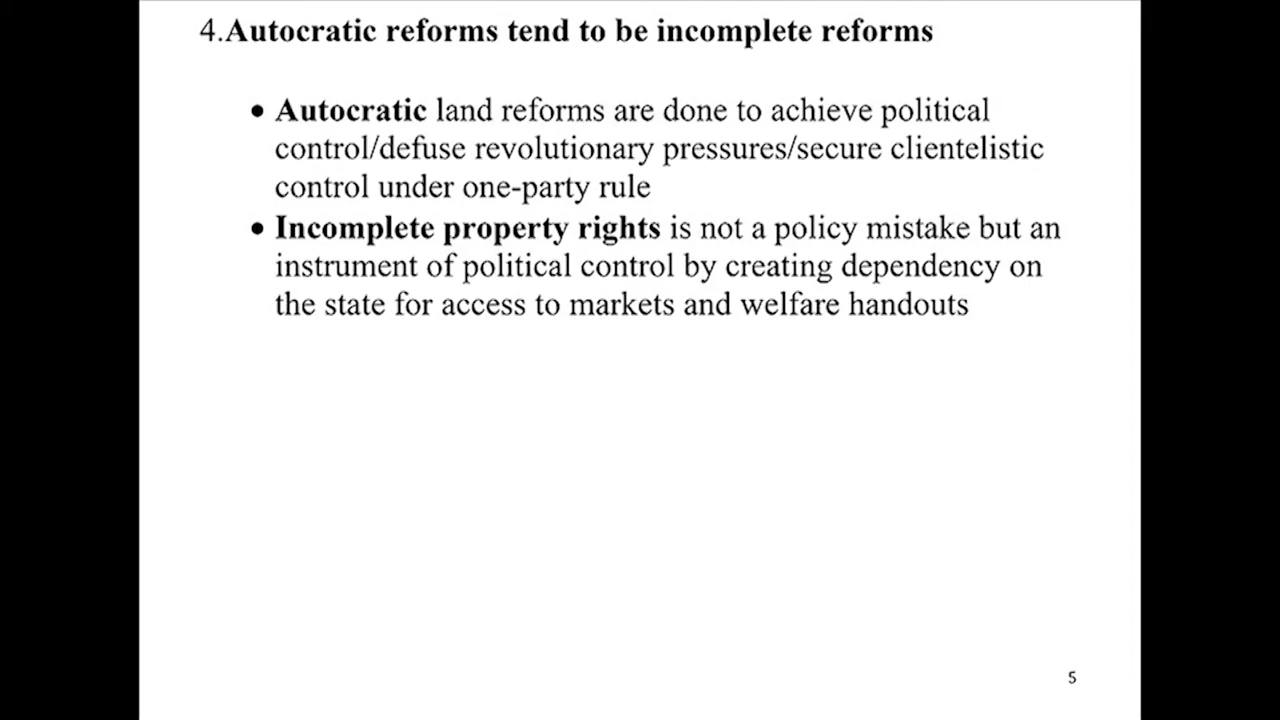 4.Autocratic reforms tend to be incomplete reforms
• Autocratic land reforms are done to achieve political
control/defuse revolutionary pressures/secure clientelistic
control under one-party rule
• Incomplete property rights is not a policy mistake but an
instrument of political control by creating dependency on
the state for access to markets and welfare handouts
5